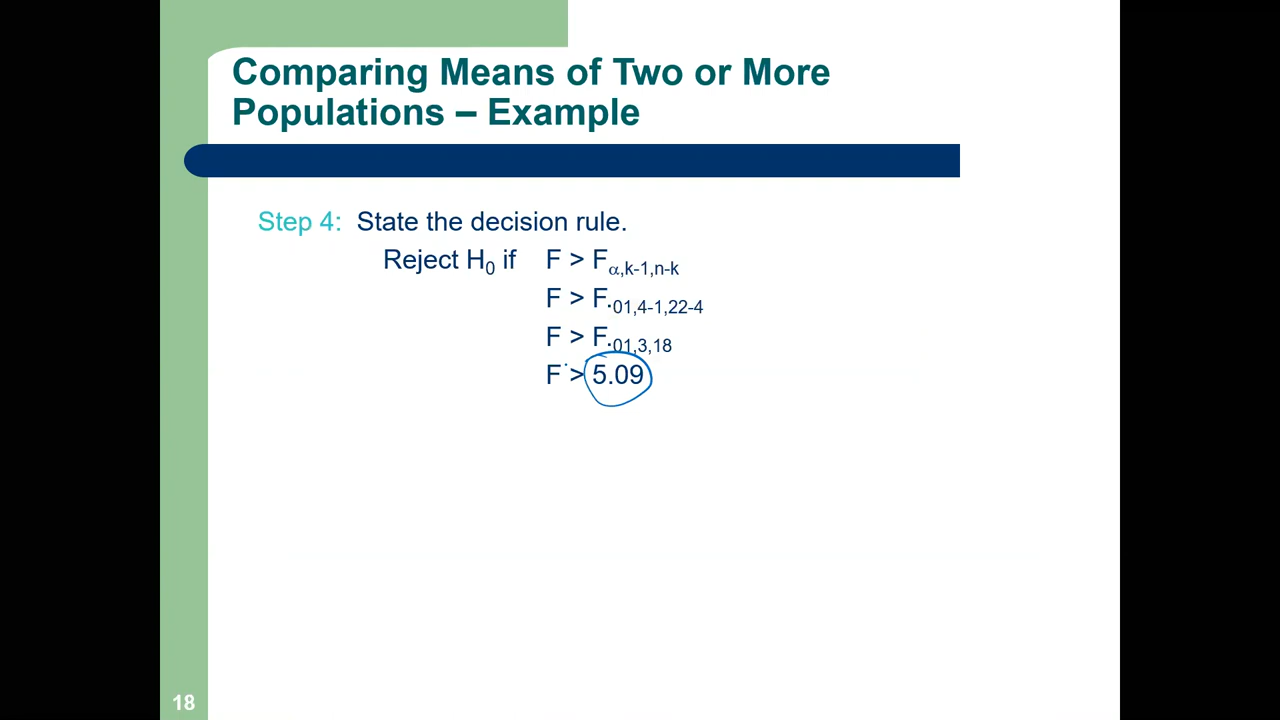 Comparing Means of Two or More
Populations – Example
Step 4: State the decision rule.
Reject H₀ if F > Fα,k-1,n-k
F > F.01,4-1,22-4
F > F.01,3,18
F > 5.09
18